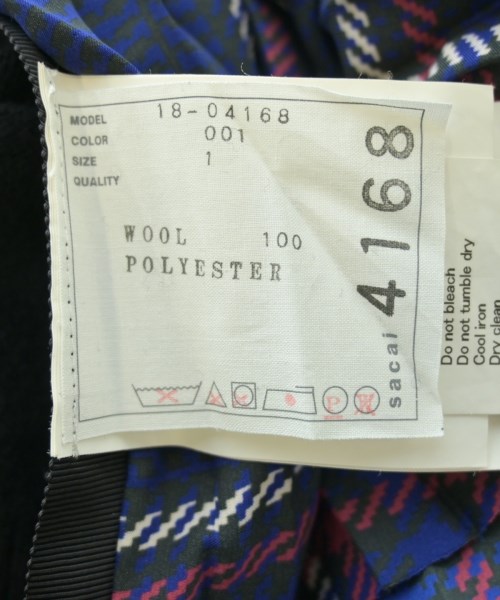 MODEL 18-04168
COLOR 001
SIZE 1
QUALITY
WOOL 100
POLYESTER
sacai 4168
P W
Do not bleach
Do not tumble dry
Cool iron
Dry clean